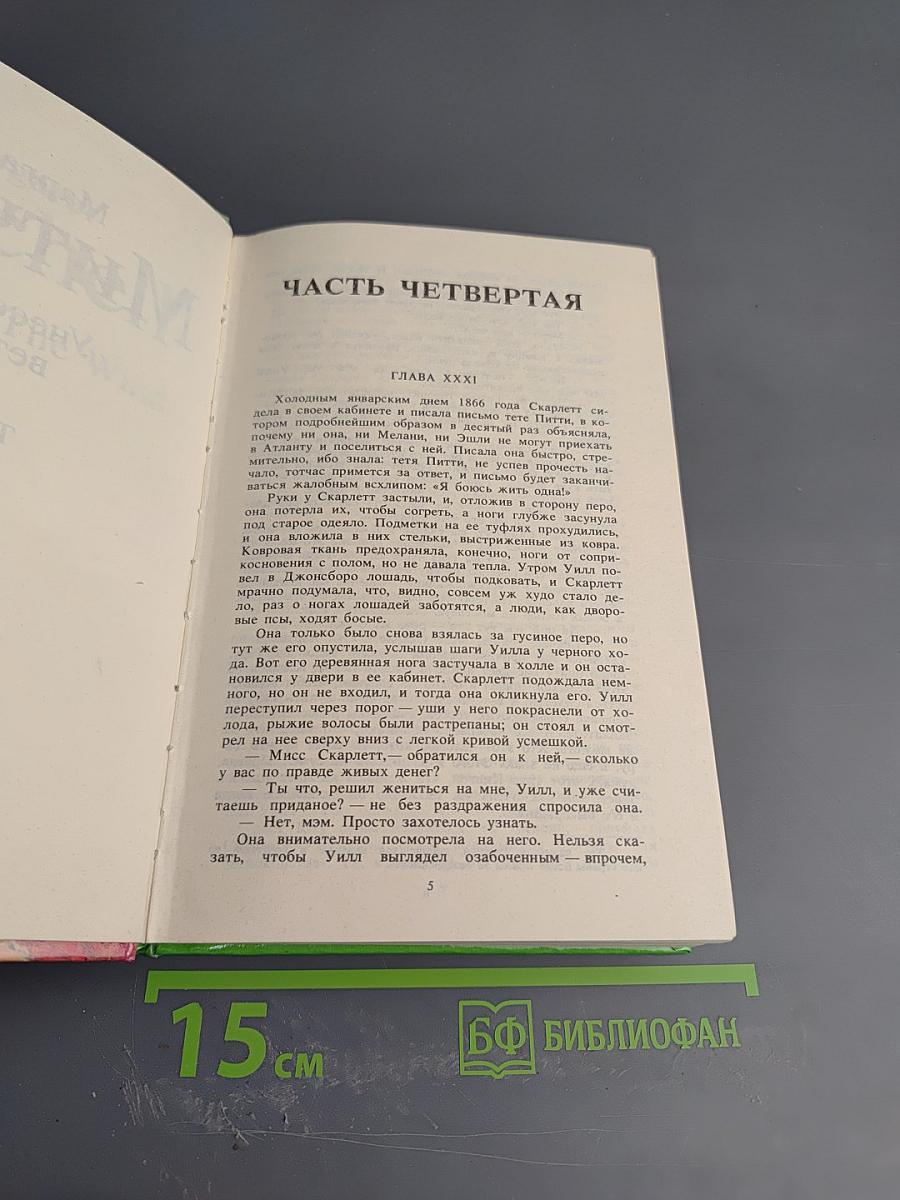 ЧАСТЬ ЧЕТВЕРТАЯ
ГЛАВА XXXI
Холодным январским днем 1866 года Скарлетт си-
дела в своем кабинете и писала письмо тете Питти, в ко-
тором подробнейшим образом в десятый раз объясняла,
почему ни она, ни Мелани, ни Эшли не могут приехать
в Атланту и поселиться с ней. Писала она быстро, стре-
мительно, ибо знала: тетя Питти, не успев прочесть на-
чало, тотчас примется за ответ, и письмо будет заканчи-
ваться жалобным всхлипом: «Я боюсь жить одна!»
Руки у Скарлетт застыли, и, отложив в сторону перо,
она потерла их, чтобы согреть, а ноги глубже засунула
под старое одеяло. Подметки на ее туфлях прохудились,
и она вложила в них стельки, выстриженные из ковра.
Ковровая ткань предохраняла, конечно, ноги от сопри-
косновения с полом, но не давала тепла. Утром Уилл по-
вел в Джонсборо лошадь, чтобы подковать, и Скарлетт
мрачно подумала, что, видно, совсем уж худо стало де-
ло, раз о ногах лошадей заботятся, а люди, как дворо-
вые псы, ходят босые.
Она только было снова взялась за гусиное перо, но
тут же его опустила, услышав шаги Уилла у черного хо-
да. Вот его деревянная нога застучала в холле и он оста-
новился у двери в ее кабинет. Скарлетт подождала нем-
ного, но он не входил, и тогда она окликнула его. Уилл
переступил через порог — уши у него покраснели от хо-
лода, рыжие волосы были растрепаны; он стоял и смот-
рел на нее сверху вниз с легкой кривой усмешкой.
— Мисс Скарлетт,— обратился он к ней,— сколько
у вас по правде живых денег?
— Ты что, решил жениться на мне, Уилл, и уже счи-
таешь приданое? — не без раздражения спросила она.
— Нет, мэм. Просто захотелось узнать.
Она внимательно посмотрела на него. Нельзя ска-
зать, чтобы Уилл выглядел озабоченным — впрочем,
5
15 см
БФ БИБЛИОФАН